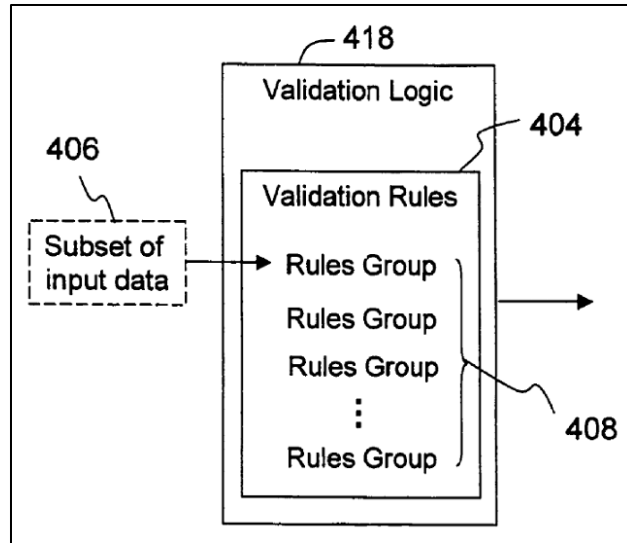 418
Validation Logic
404
406
Validation Rules
Subset of
input data
Rules Group
Rules Group
Rules Group
Rules Group
408